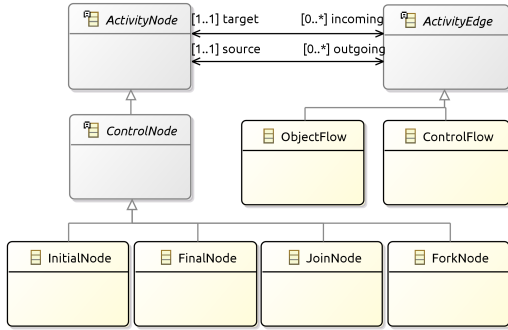 ActivityNode [1..1] target [0..*] incoming ActivityEdge
[1..1] source [0..*] outgoing
ControlNode ObjectFlow ControlFlow
InitialNode FinalNode JoinNode ForkNode